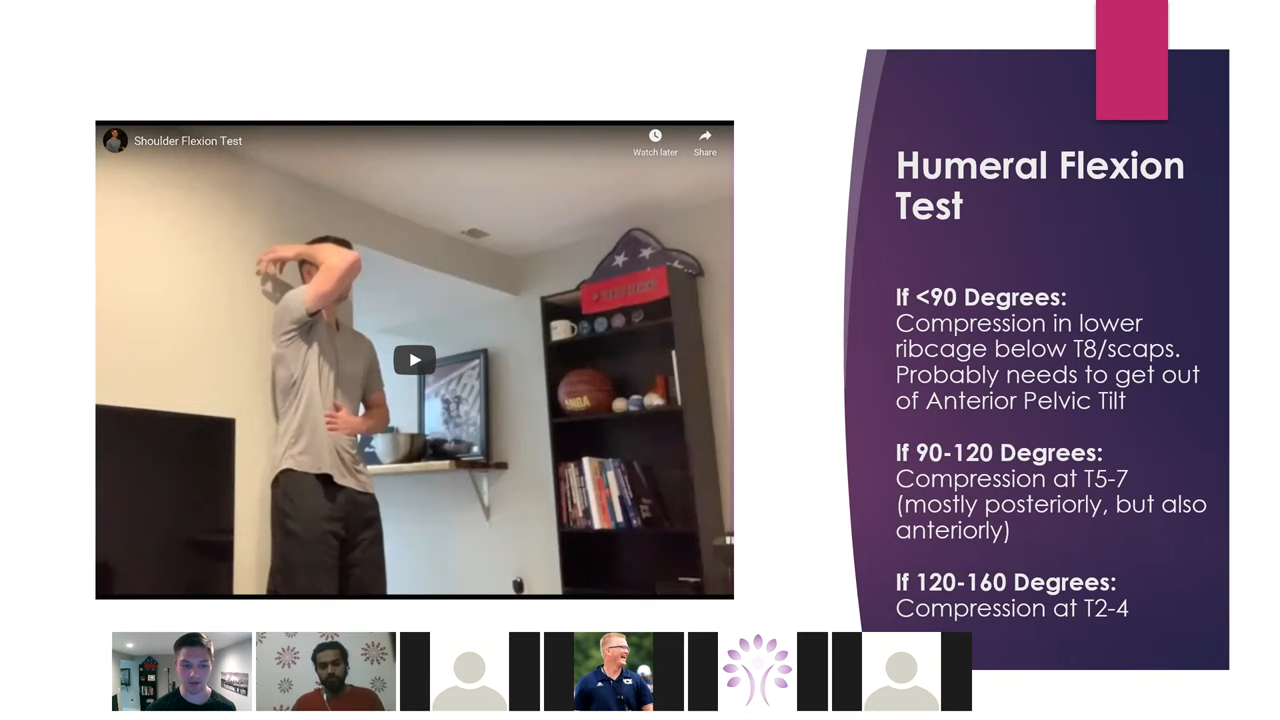 Shoulder Flexion Test
Watch later
Share
NBA
Humeral Flexion
Test
If <90 Degrees:
Compression in lower
ribcage below T8/scaps.
Probably needs to get out
of Anterior Pelvic Tilt
If 90-120 Degrees:
Compression at T5-7
(mostly posteriorly, but also
anteriorly)
If 120-160 Degrees:
Compression at T2-4